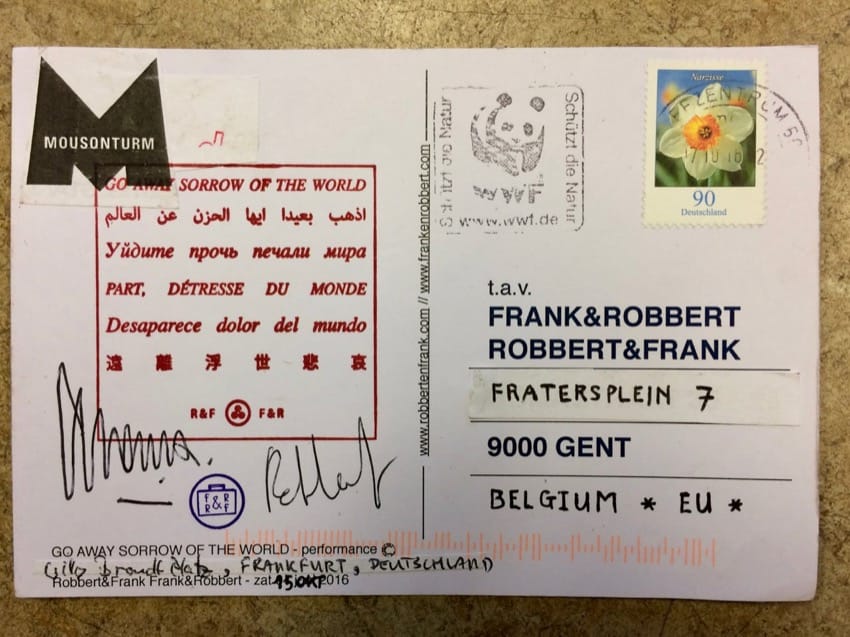 MOUSONTURM
GO AWAY SORROW OF THE WORLD
اذهب بعيدا ايها الحزن عن العالم
Уйдите прочь печали мира
PART, DÉTRESSE DU MONDE
Desaparece dolor del mundo
遠離浮世悲哀
R&F F&R
F&R
R&F
GO AWAY SORROW OF THE WORLD - performance ©
FRANKFURT, DEUTSCHLAND
Robbert&Frank Frank&Robbert - zat 15 OKT 2016
www.robbertenfrank.com // www.frankenrobbert.com
Schützt die Natur
WWF
Schützt die Natur
www.wwf.de
Narzisse
90
Deutschland
ZENTRUM
t.a.v.
FRANK&ROBBERT
ROBBERT&FRANK
FRATERSPLEIN 7
9000 GENT
BELGIUM * EU *